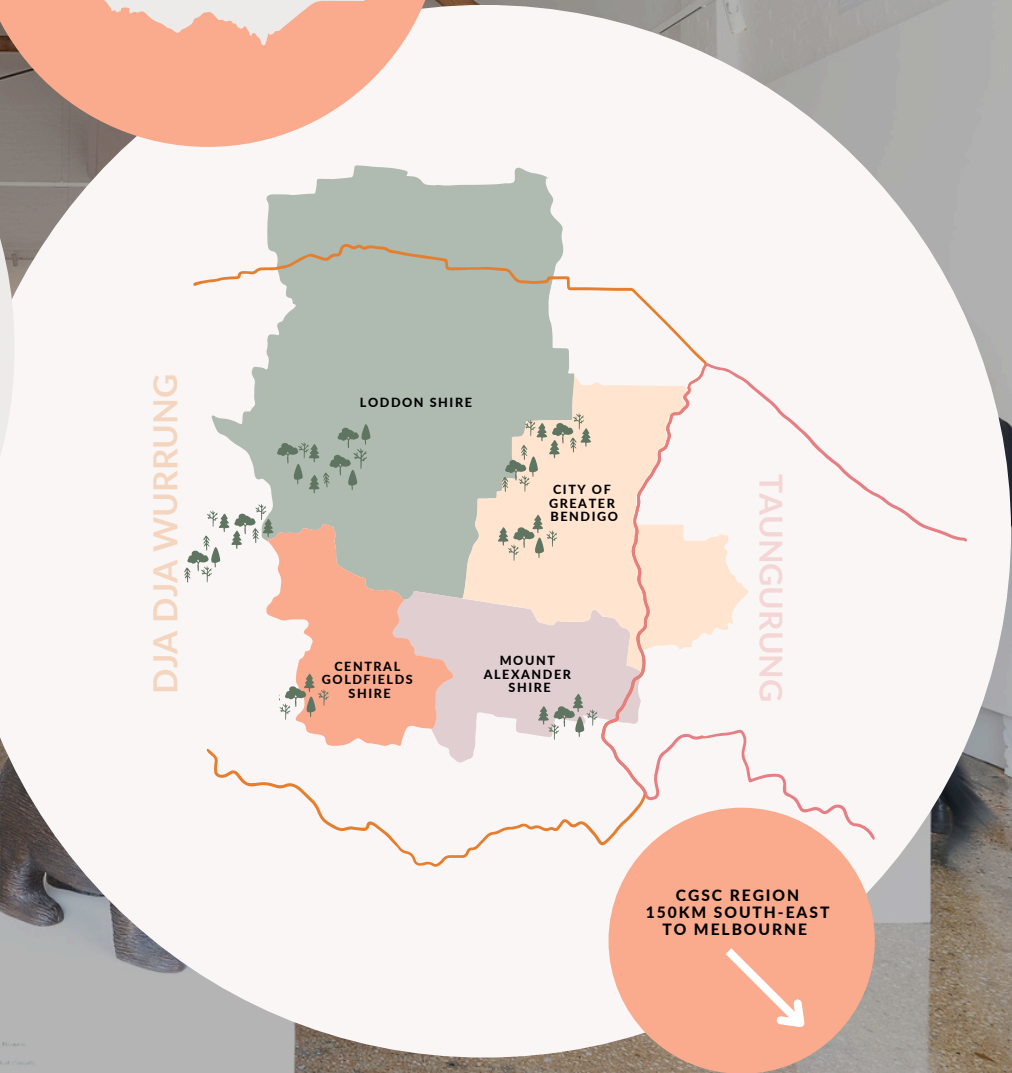 LODDON SHIRE
DJA DJA WURRUNG
CITY OF
GREATER
BENDIGO
TAUNGURUNG
CENTRAL
GOLDFIELDS
SHIRE
MOUNT
ALEXANDER
SHIRE
CGSC REGION
150KM SOUTH-EAST
TO MELBOURNE